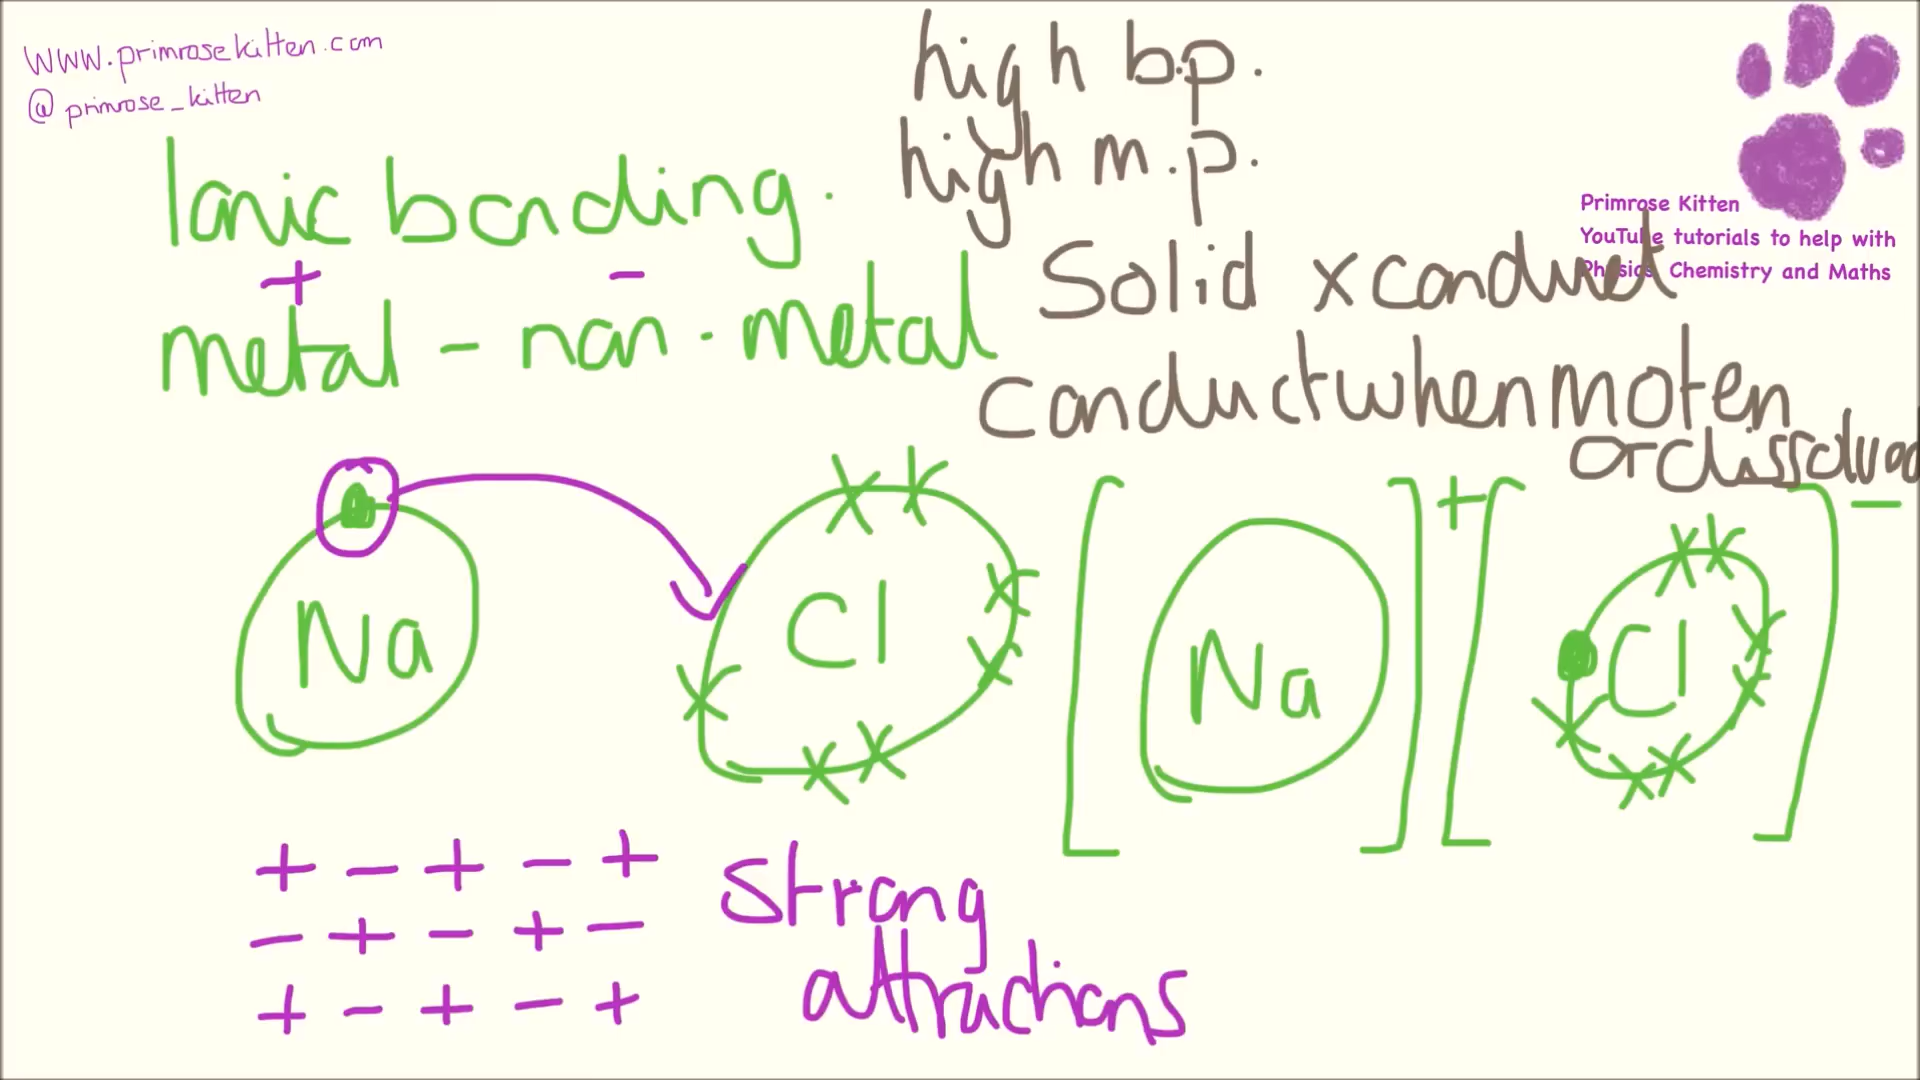 www.primrosekitten.com
@primrose_kitten
high b.p.
high m.p.
Primrose Kitten
YouTube tutorials to help with
Physics Chemistry and Maths
Ionic bonding.
+ -
metal - non-metal
Solid x conduct
conduct when molten
or dissolved
Na
Cl
[Na]+ [Cl]-
+ - + - +
- + - + -
+ - + - +
Strong
attractions